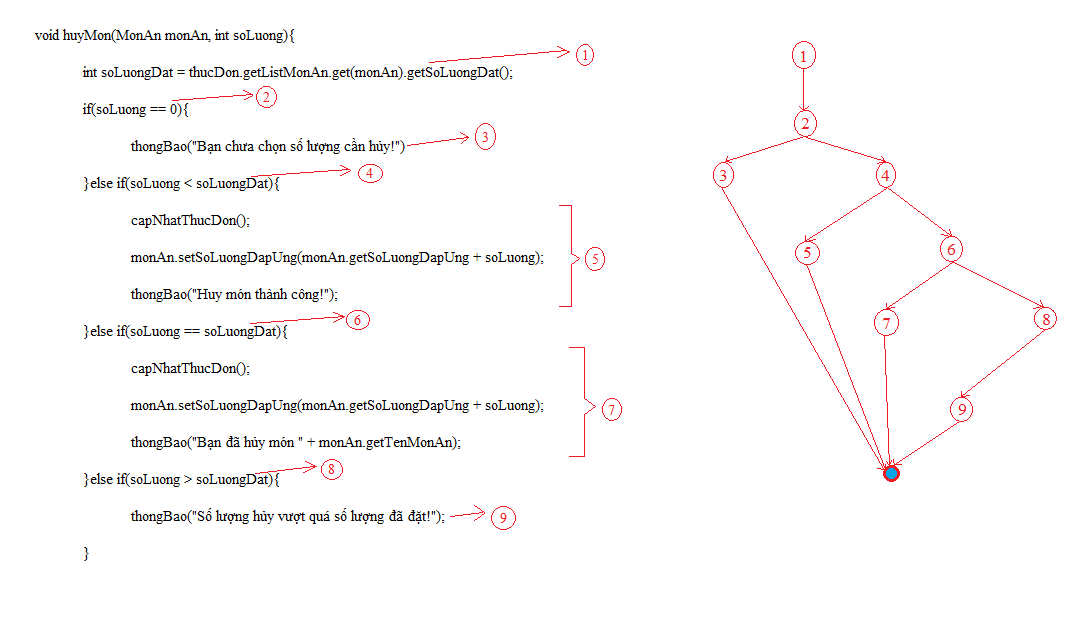 void huyMon(MonAn monAn, int soLuong){
1
int soLuongDat = thucDon.getListMonAn.get(monAn).getSoLuongDat();
2
if(soLuong == 0){
thongBao("Bạn chưa chọn số lượng cần hủy!")
3
}else if(soLuong < soLuongDat){
4
capNhatThucDon();
monAn.setSoLuongDapUng(monAn.getSoLuongDapUng + soLuong);
5
thongBao("Huy món thành công!");
}else if(soLuong == soLuongDat){
6
capNhatThucDon();
monAn.setSoLuongDapUng(monAn.getSoLuongDapUng + soLuong);
7
thongBao("Bạn đã hủy món " + monAn.getTenMonAn);
}else if(soLuong > soLuongDat){
8
thongBao("Số lượng hủy vượt quá số lượng đã đặt!");
9
}
1
2
3
4
5
6
7
8
9